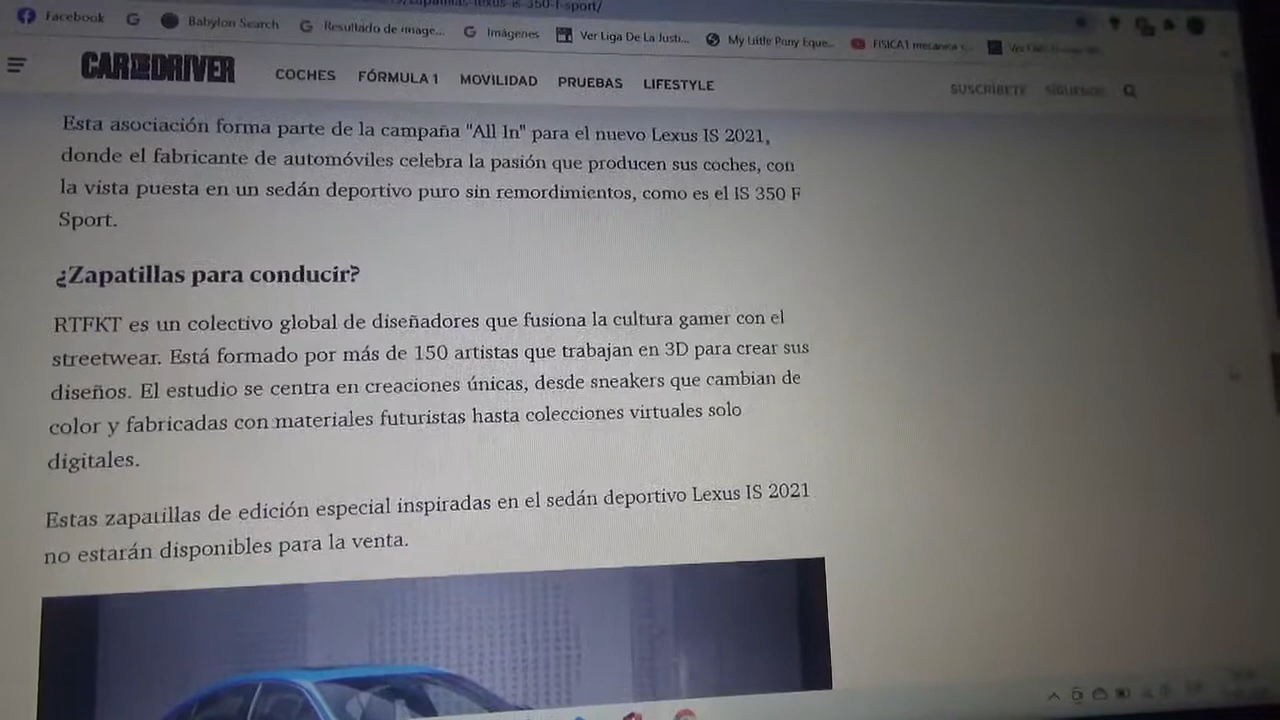 zapatillas-lexus-is-350-f-sport/
Facebook Babylon Search Resultado de image... Imágenes Ver Liga De La Justi... My Little Pony Eque... FISICA1 mecanica
CAR AND DRIVER COCHES FÓRMULA 1 MOVILIDAD PRUEBAS LIFESTYLE SUSCRÍBETE SÍGUENOS
Esta asociación forma parte de la campaña "All In" para el nuevo Lexus IS 2021,
donde el fabricante de automóviles celebra la pasión que producen sus coches, con
la vista puesta en un sedán deportivo puro sin remordimientos, como es el IS 350 F
Sport.
¿Zapatillas para conducir?
RTFKT es un colectivo global de diseñadores que fusiona la cultura gamer con el
streetwear. Está formado por más de 150 artistas que trabajan en 3D para crear sus
diseños. El estudio se centra en creaciones únicas, desde sneakers que cambian de
color y fabricadas con materiales futuristas hasta colecciones virtuales solo
digitales.
Estas zapatillas de edición especial inspiradas en el sedán deportivo Lexus IS 2021
no estarán disponibles para la venta.